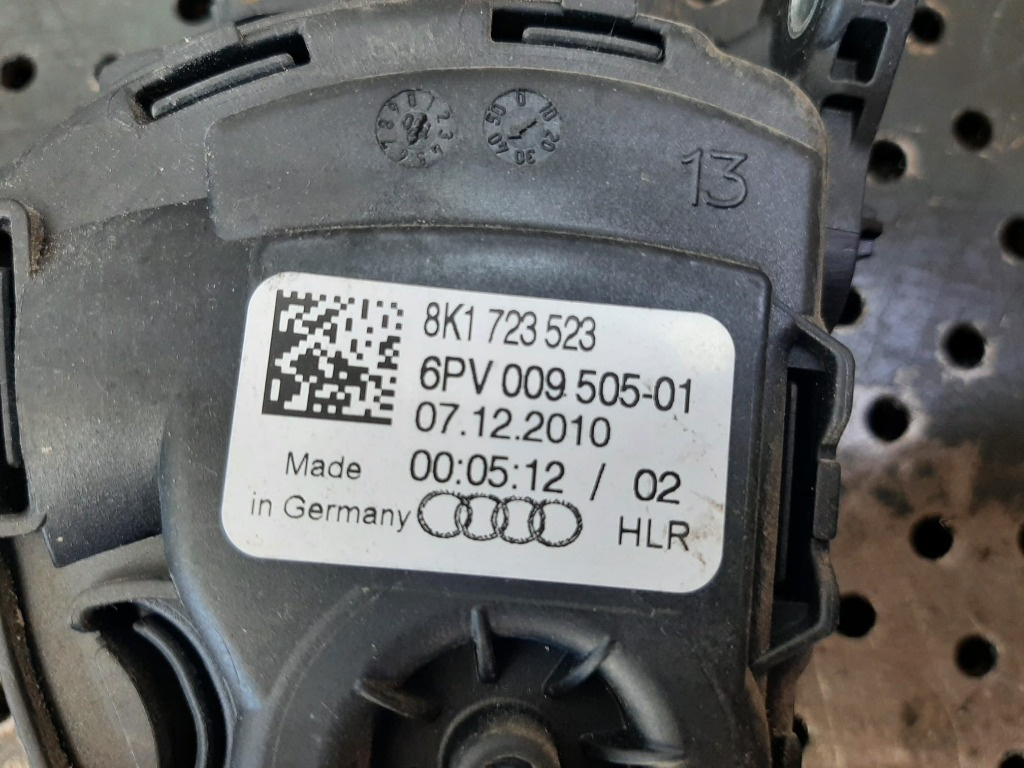 13
8K1 723 523
6PV 009 505-01
07.12.2010
Made 00:05:12 / 02
in Germany HLR